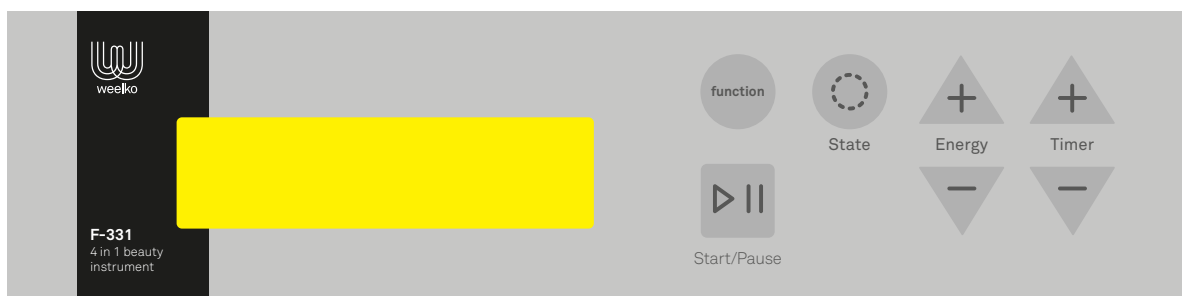 weelko
F-331
4 in 1 beauty
instrument
function
State
Energy
Timer
Start/Pause